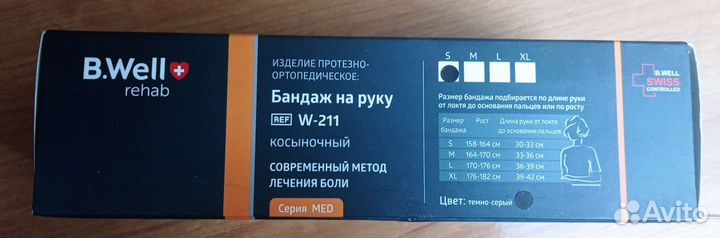 B.Well
rehab
ИЗДЕЛИЕ ПРОТЕЗНО-
ОРТОПЕДИЧЕСКОЕ:
Бандаж на руку
REF W-211
КОСЫНОЧНЫЙ
СОВРЕМЕННЫЙ МЕТОД
ЛЕЧЕНИЯ БОЛИ
Серия MED
S M L XL
Размер бандажа подбирается по длине руки
от локтя до основания пальцев или по росту
Размер бандажа Рост Длина руки от локтя до основания пальцев
S 158-164 см 30-33 см
M 164-170 см 33-36 см
L 170-176 см 36-39 см
XL 176-182 см 39-42 см
Цвет: темно-серый
B.WELL
SWISS
CONTROLLED
Avito